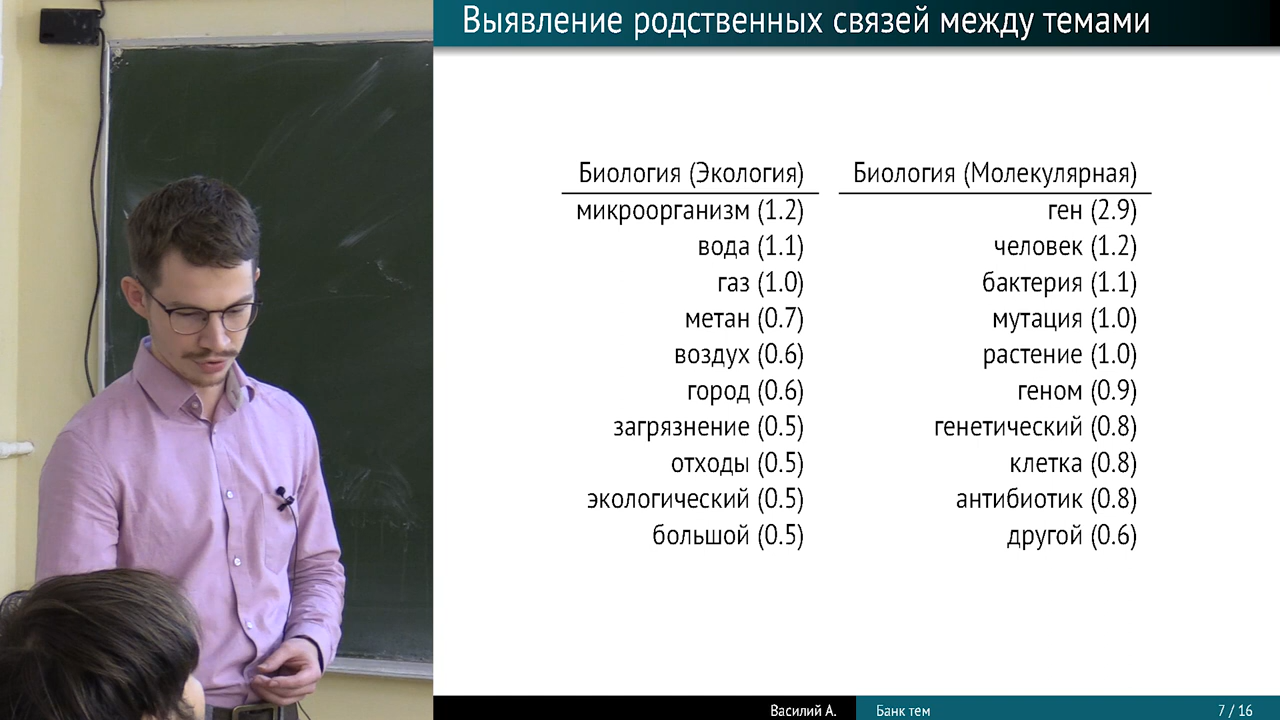 Выявление родственных связей между темами
Биология (Экология) Биология (Молекулярная)
микроорганизм (1.2) ген (2.9)
вода (1.1) человек (1.2)
газ (1.0) бактерия (1.1)
метан (0.7) мутация (1.0)
воздух (0.6) растение (1.0)
город (0.6) геном (0.9)
загрязнение (0.5) генетический (0.8)
отходы (0.5) клетка (0.8)
экологический (0.5) антибиотик (0.8)
большой (0.5) другой (0.6)
Василий А. Банк тем 7 / 16